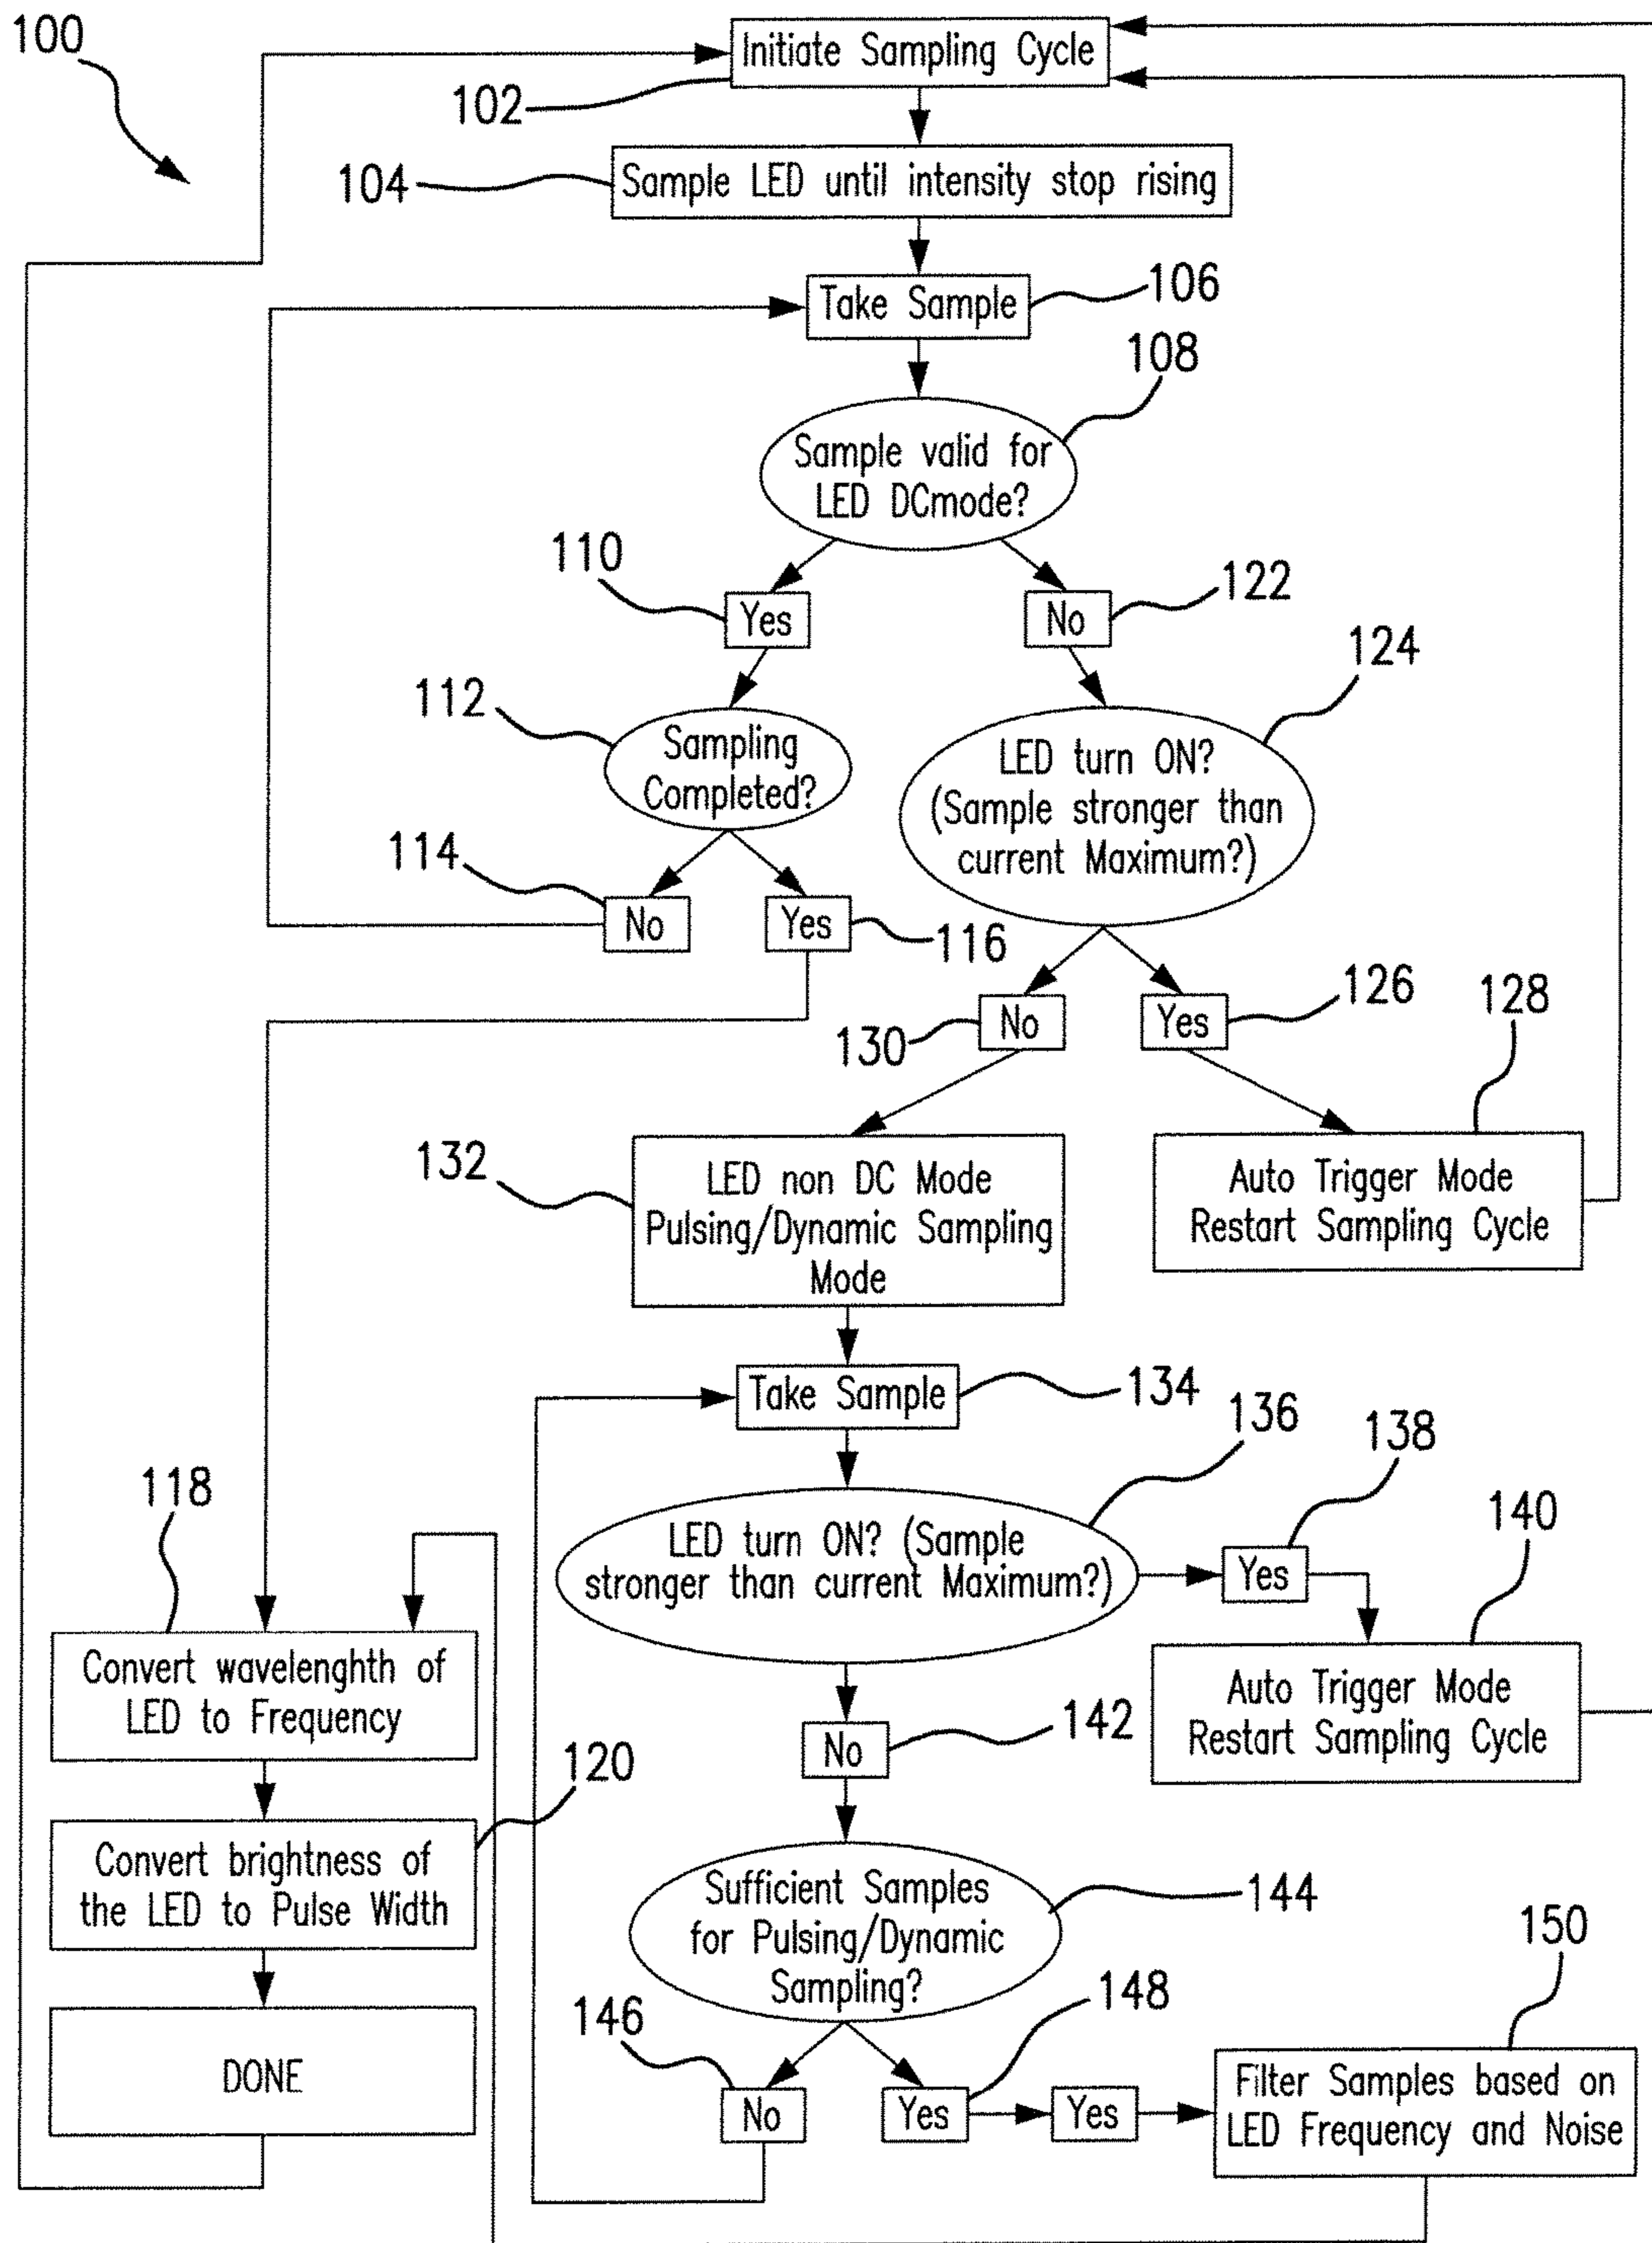 100
Initiate Sampling Cycle
102
Sample LED until intensity stop rising
104
Take Sample
106
108
Sample valid for
LED DCmode?
110
Yes
No
122
124
112
Sampling
Completed?
LED turn ON?
(Sample stronger than
current Maximum?)
114
No
Yes
116
130
No
Yes
126
128
132
LED non DC Mode
Pulsing/Dynamic Sampling
Mode
Auto Trigger Mode
Restart Sampling Cycle
Take Sample
134
136
138
LED turn ON? (Sample
stronger than current Maximum?)
Yes
140
Auto Trigger Mode
Restart Sampling Cycle
118
Convert wavelenghth of
LED to Frequency
No
142
120
Convert brightness of
the LED to Pulse Width
Sufficient Samples
for Pulsing/Dynamic
Sampling?
144
DONE
146
No
Yes
148
Yes
150
Filter Samples based on
LED Frequency and Noise